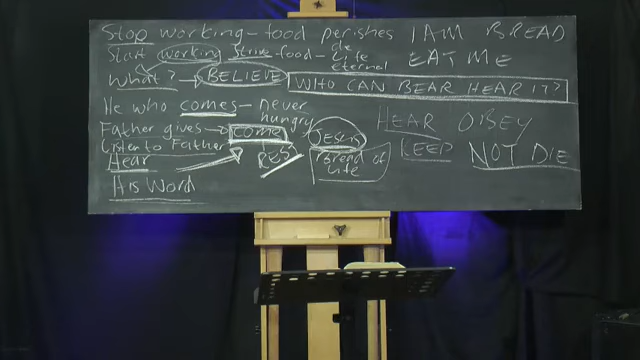 Stop working - food perishes
Start working Strive - food - de Life eternal
What? → BELIEVE
He who comes - never hungry
Father gives → come
Listen to Father
Hear
His Word
RES
JESUS
Bread of Life
I AM BREAD
EAT ME
WHO CAN BEAR HEAR IT?
HEAR OBEY
KEEP NOT DIE